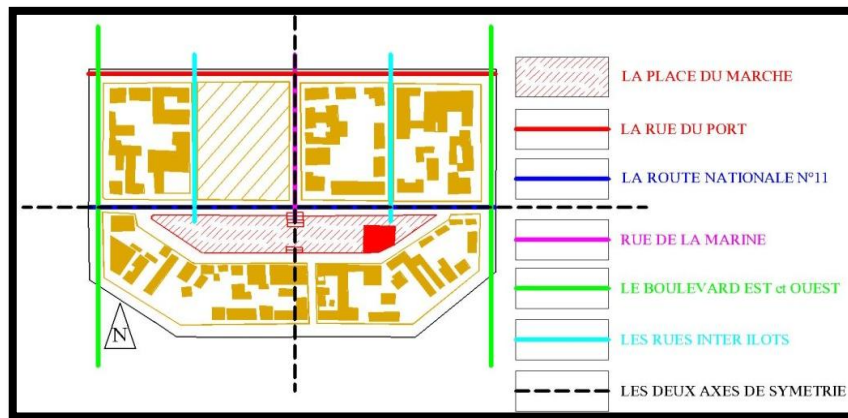 LA PLACE DU MARCHE
LA RUE DU PORT
LA ROUTE NATIONALE N°11
RUE DE LA MARINE
LE BOULEVARD EST et OUEST
LES RUES INTER ILOTS
LES DEUX AXES DE SYMETRIE
N